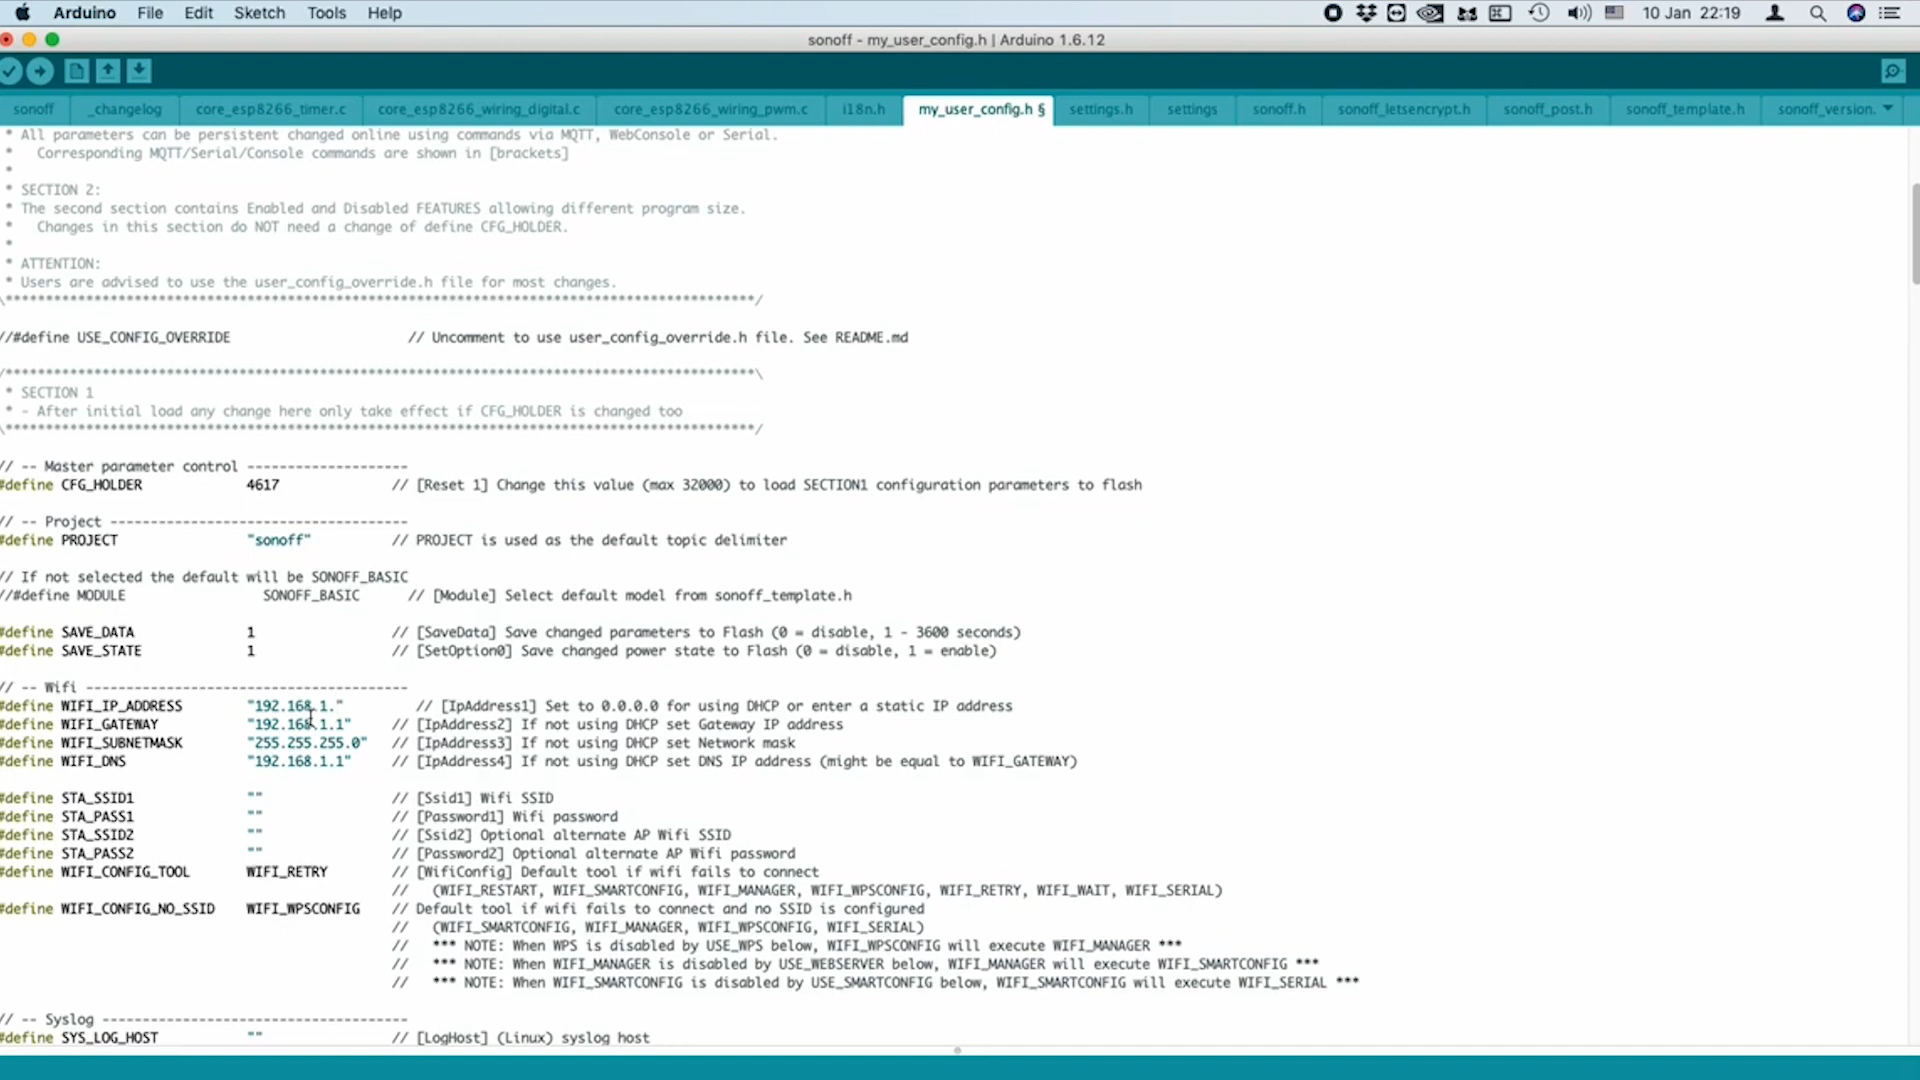 Arduino File Edit Sketch Tools Help 10 Jan 22:19
sonoff - my_user_config.h | Arduino 1.6.12
sonoff _changelog core_esp8266_timer.c core_esp8266_wiring_digital.c core_esp8266_wiring_pwm.c i18n.h my_user_config.h § settings.h settings sonoff.h sonoff_letsencrypt.h sonoff_post.h sonoff_template.h sonoff_version.
* All parameters can be persistent changed online using commands via MQTT, WebConsole or Serial.
* Corresponding MQTT/Serial/Console commands are shown in [brackets]
*
* SECTION 2:
* The second section contains Enabled and Disabled FEATURES allowing different program size.
* Changes in this section do NOT need a change of define CFG_HOLDER.
*
* ATTENTION:
* Users are advised to use the user_config_override.h file for most changes.
\*********************************************************************************************/
//#define USE_CONFIG_OVERRIDE // Uncomment to use user_config_override.h file. See README.md
/*********************************************************************************************\
* SECTION 1
* - After initial load any change here only take effect if CFG_HOLDER is changed too
\*********************************************************************************************/
// -- Master parameter control --------------------
#define CFG_HOLDER 4617 // [Reset 1] Change this value (max 32000) to load SECTION1 configuration parameters to flash
// -- Project -------------------------------------
#define PROJECT "sonoff" // PROJECT is used as the default topic delimiter
// If not selected the default will be SONOFF_BASIC
//#define MODULE SONOFF_BASIC // [Module] Select default model from sonoff_template.h
#define SAVE_DATA 1 // [SaveData] Save changed parameters to Flash (0 = disable, 1 - 3600 seconds)
#define SAVE_STATE 1 // [SetOption0] Save changed power state to Flash (0 = disable, 1 = enable)
// -- Wifi ----------------------------------------
#define WIFI_IP_ADDRESS "192.168.1." // [IpAddress1] Set to 0.0.0.0 for using DHCP or enter a static IP address
#define WIFI_GATEWAY "192.168.1.1" // [IpAddress2] If not using DHCP set Gateway IP address
#define WIFI_SUBNETMASK "255.255.255.0" // [IpAddress3] If not using DHCP set Network mask
#define WIFI_DNS "192.168.1.1" // [IpAddress4] If not using DHCP set DNS IP address (might be equal to WIFI_GATEWAY)
#define STA_SSID1 "" // [Ssid1] Wifi SSID
#define STA_PASS1 "" // [Password1] Wifi password
#define STA_SSID2 "" // [Ssid2] Optional alternate AP Wifi SSID
#define STA_PASS2 "" // [Password2] Optional alternate AP Wifi password
#define WIFI_CONFIG_TOOL WIFI_RETRY // [WifiConfig] Default tool if wifi fails to connect
// (WIFI_RESTART, WIFI_SMARTCONFIG, WIFI_MANAGER, WIFI_WPSCONFIG, WIFI_RETRY, WIFI_WAIT, WIFI_SERIAL)
#define WIFI_CONFIG_NO_SSID WIFI_WPSCONFIG // Default tool if wifi fails to connect and no SSID is configured
// (WIFI_SMARTCONFIG, WIFI_MANAGER, WIFI_WPSCONFIG, WIFI_SERIAL)
// *** NOTE: When WPS is disabled by USE_WPS below, WIFI_WPSCONFIG will execute WIFI_MANAGER ***
// *** NOTE: When WIFI_MANAGER is disabled by USE_WEBSERVER below, WIFI_MANAGER will execute WIFI_SMARTCONFIG ***
// *** NOTE: When WIFI_SMARTCONFIG is disabled by USE_SMARTCONFIG below, WIFI_SMARTCONFIG will execute WIFI_SERIAL ***
// -- Syslog --------------------------------------
#define SYS_LOG_HOST "" // [LogHost] (Linux) syslog host